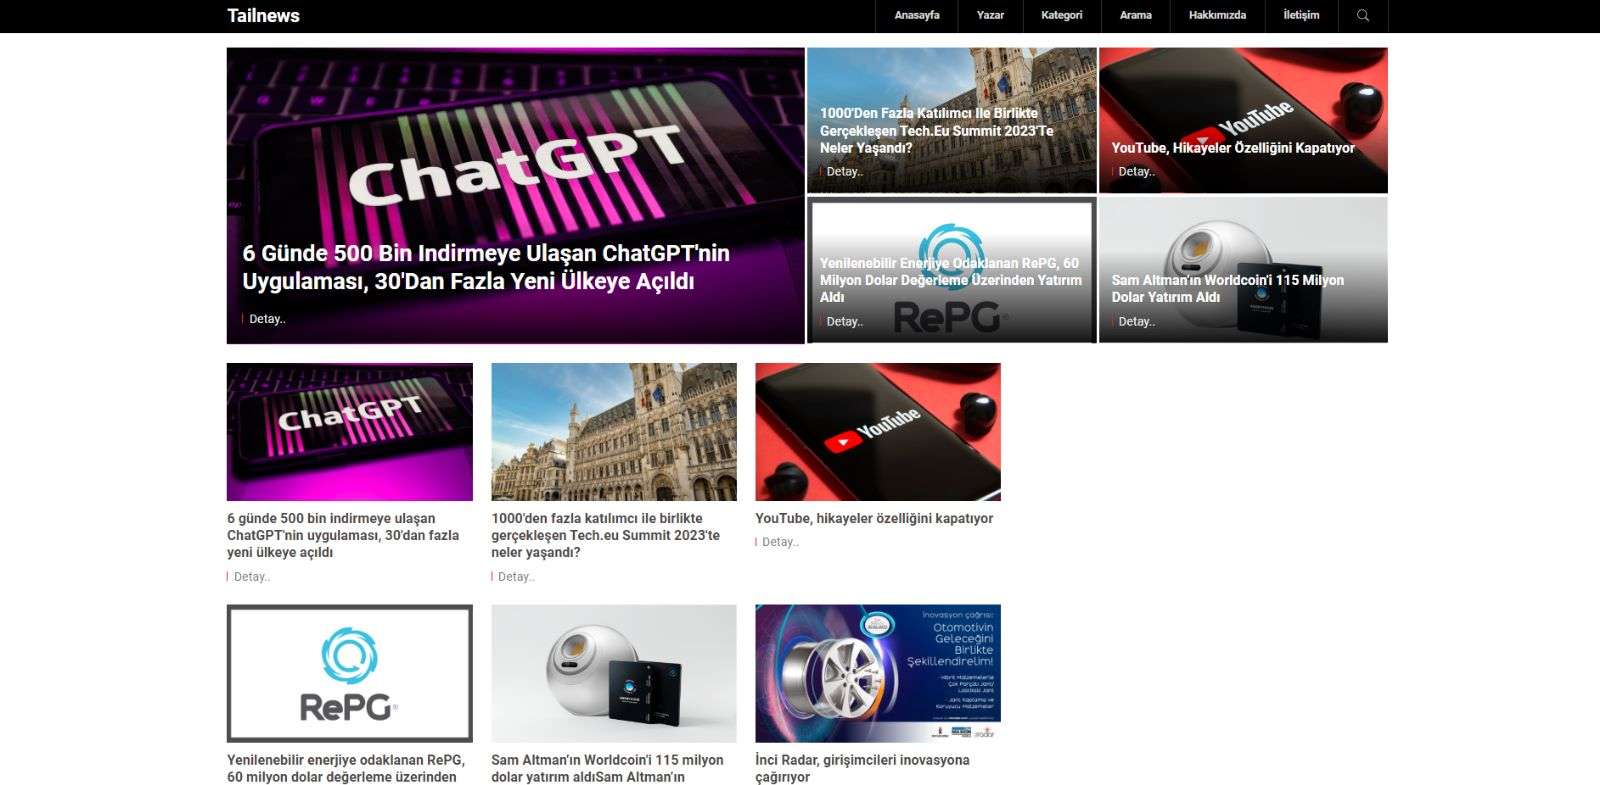 Tailnews
Anasayfa
Yazar
Kategori
Arama
Hakkımızda
İletişim
ChatGPT
6 Günde 500 Bin Indirmeye Ulaşan ChatGPT'nin
Uygulaması, 30'Dan Fazla Yeni Ülkeye Açıldı
Detay..
1000'Den Fazla Katılımcı Ile Birlikte
Gerçekleşen Tech.Eu Summit 2023'Te
Neler Yaşandı?
Detay..
YouTube
YouTube, Hikayeler Özelliğini Kapatıyor
Detay..
Yenilenebilir Enerjiye Odaklanan RePG, 60
Milyon Dolar Değerleme Üzerinden Yatırım
Aldı
RePG
Detay..
Sam Altman'ın Worldcoin'i 115 Milyon
Dolar Yatırım Aldı
Detay..
ChatGPT
6 günde 500 bin indirmeye ulaşan
ChatGPT'nin uygulaması, 30'dan fazla
yeni ülkeye açıldı
Detay..
1000'den fazla katılımcı ile birlikte
gerçekleşen Tech.eu Summit 2023'te
neler yaşandı?
Detay..
YouTube
YouTube, hikayeler özelliğini kapatıyor
Detay..
RePG
Yenilenebilir enerjiye odaklanan RePG,
60 milyon dolar değerleme üzerinden
Sam Altman'ın Worldcoin'i 115 milyon
dolar yatırım aldıSam Altman'ın
İnovasyon çağrısı:
Otomotivin
Geleceğini
Birlikte
Şekillendirelim!
İnci Radar, girişimcileri inovasyona
çağırıyor